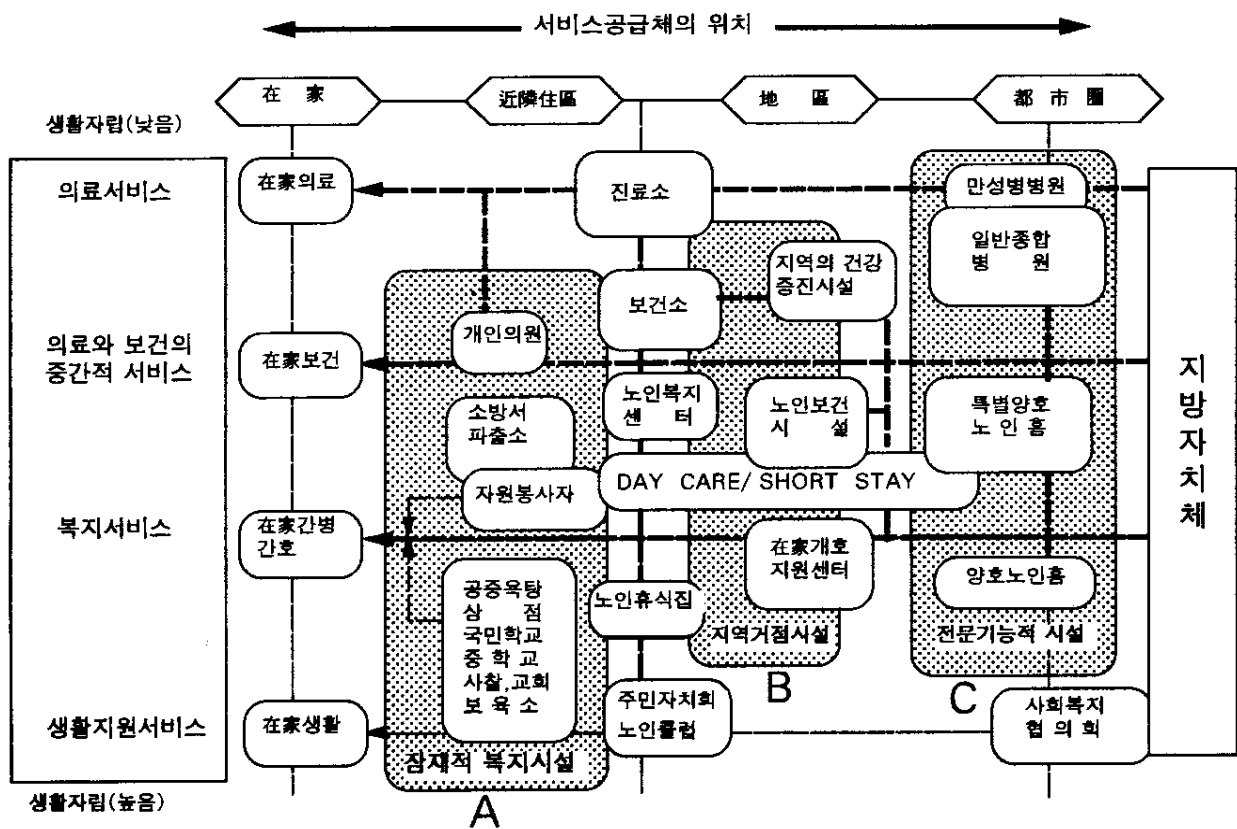 서비스공급체의 위치
在 家
近隣住區
地 區
都 市 圈
생활자립(낮음)
의료서비스
의료와 보건의
중간적 서비스
복지서비스
생활지원서비스
생활자립(높음)
在家의료
在家보건
在家간병
간호
在家생활
개인의원
소방서
파출소
자원봉사자
공중욕탕
상 점
국민학교
중 학 교
사찰,교회
보 육 소
잠재적 복지시설
A
진료소
보건소
노인복지
센 터
DAY CARE/ SHORT STAY
노인휴식집
주민자치회
노인클럽
지역의 건강
증진시설
노인보건
시 설
在家개호
지원센터
지역거점시설
B
만성병병원
일반종합
병 원
특별양호
노 인 홈
양호노인홈
전문기능적 시설
C
사회복지
협 의 회
지방자치체